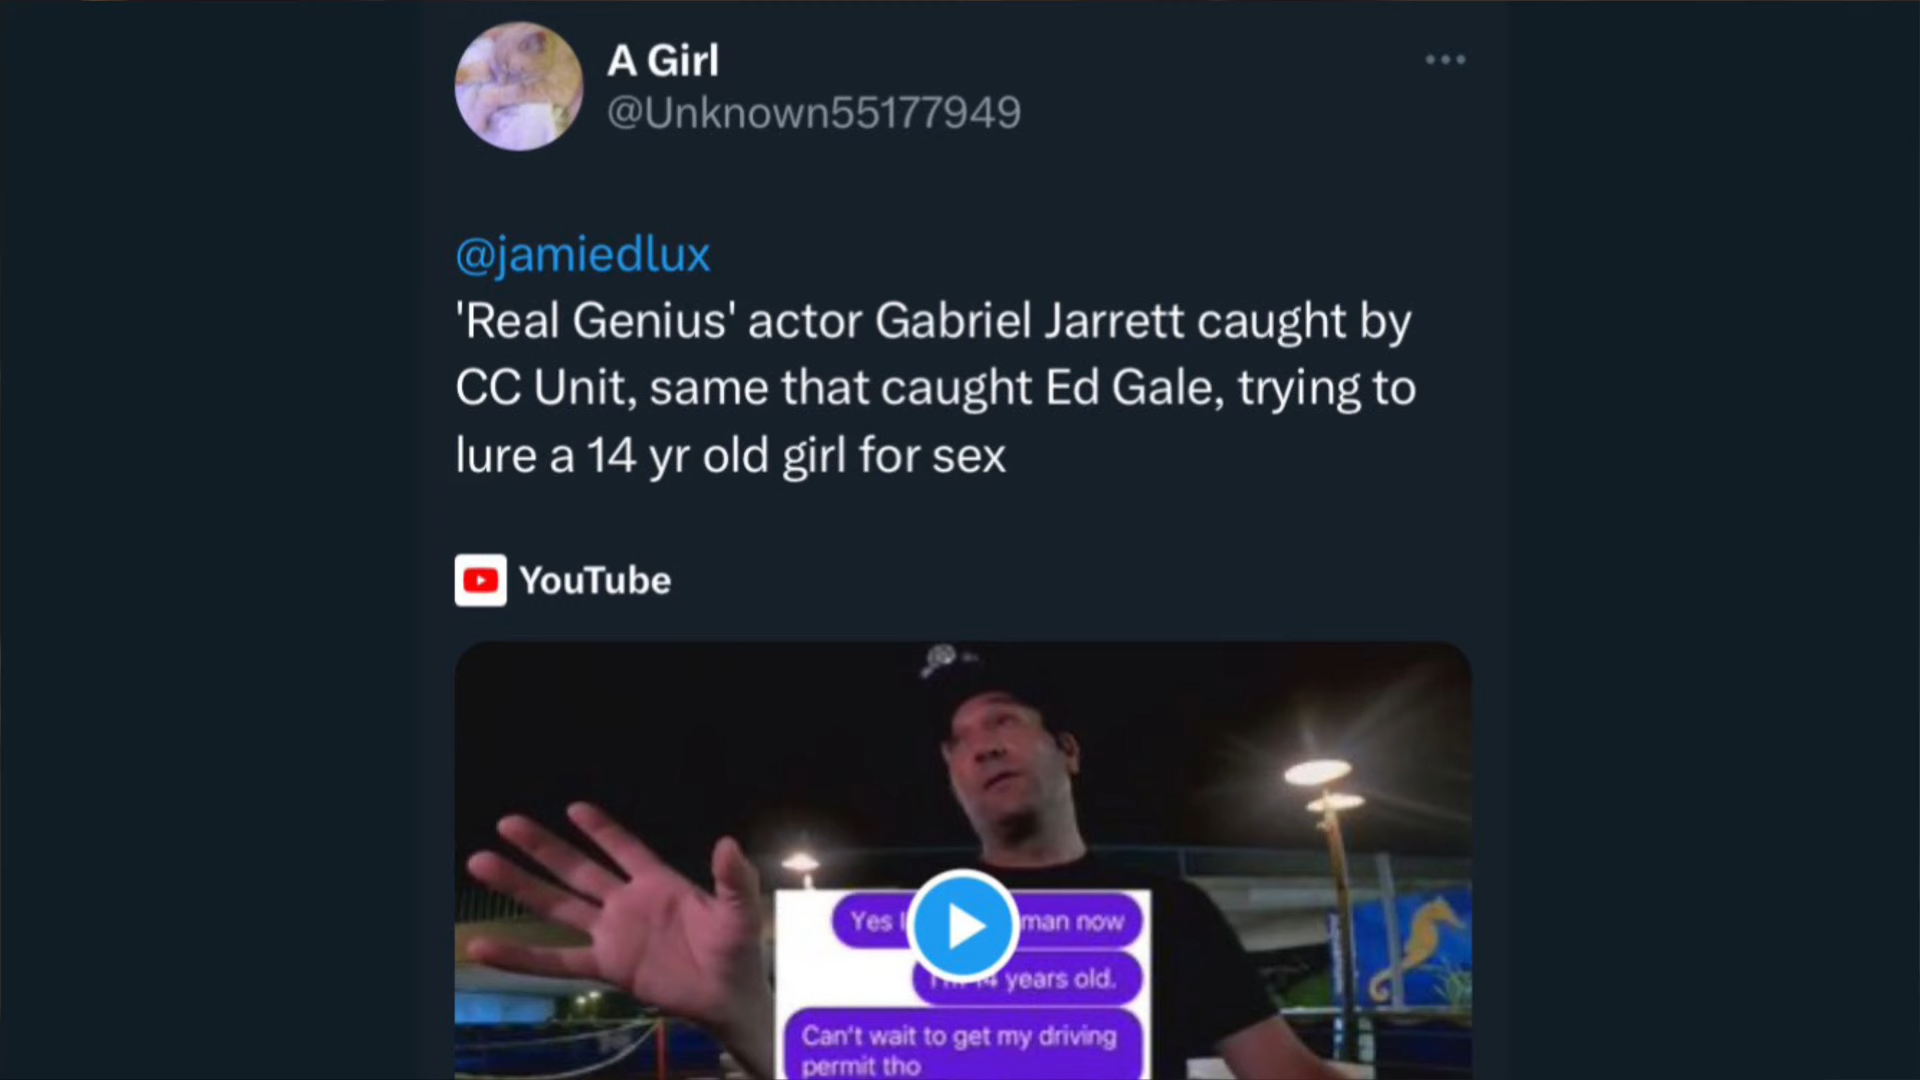 A Girl
@Unknown55177949
@jamiedlux
'Real Genius' actor Gabriel Jarrett caught by
CC Unit, same that caught Ed Gale, trying to
lure a 14 yr old girl for sex
YouTube
Yes man now
years old.
Can't wait to get my driving
permit tho